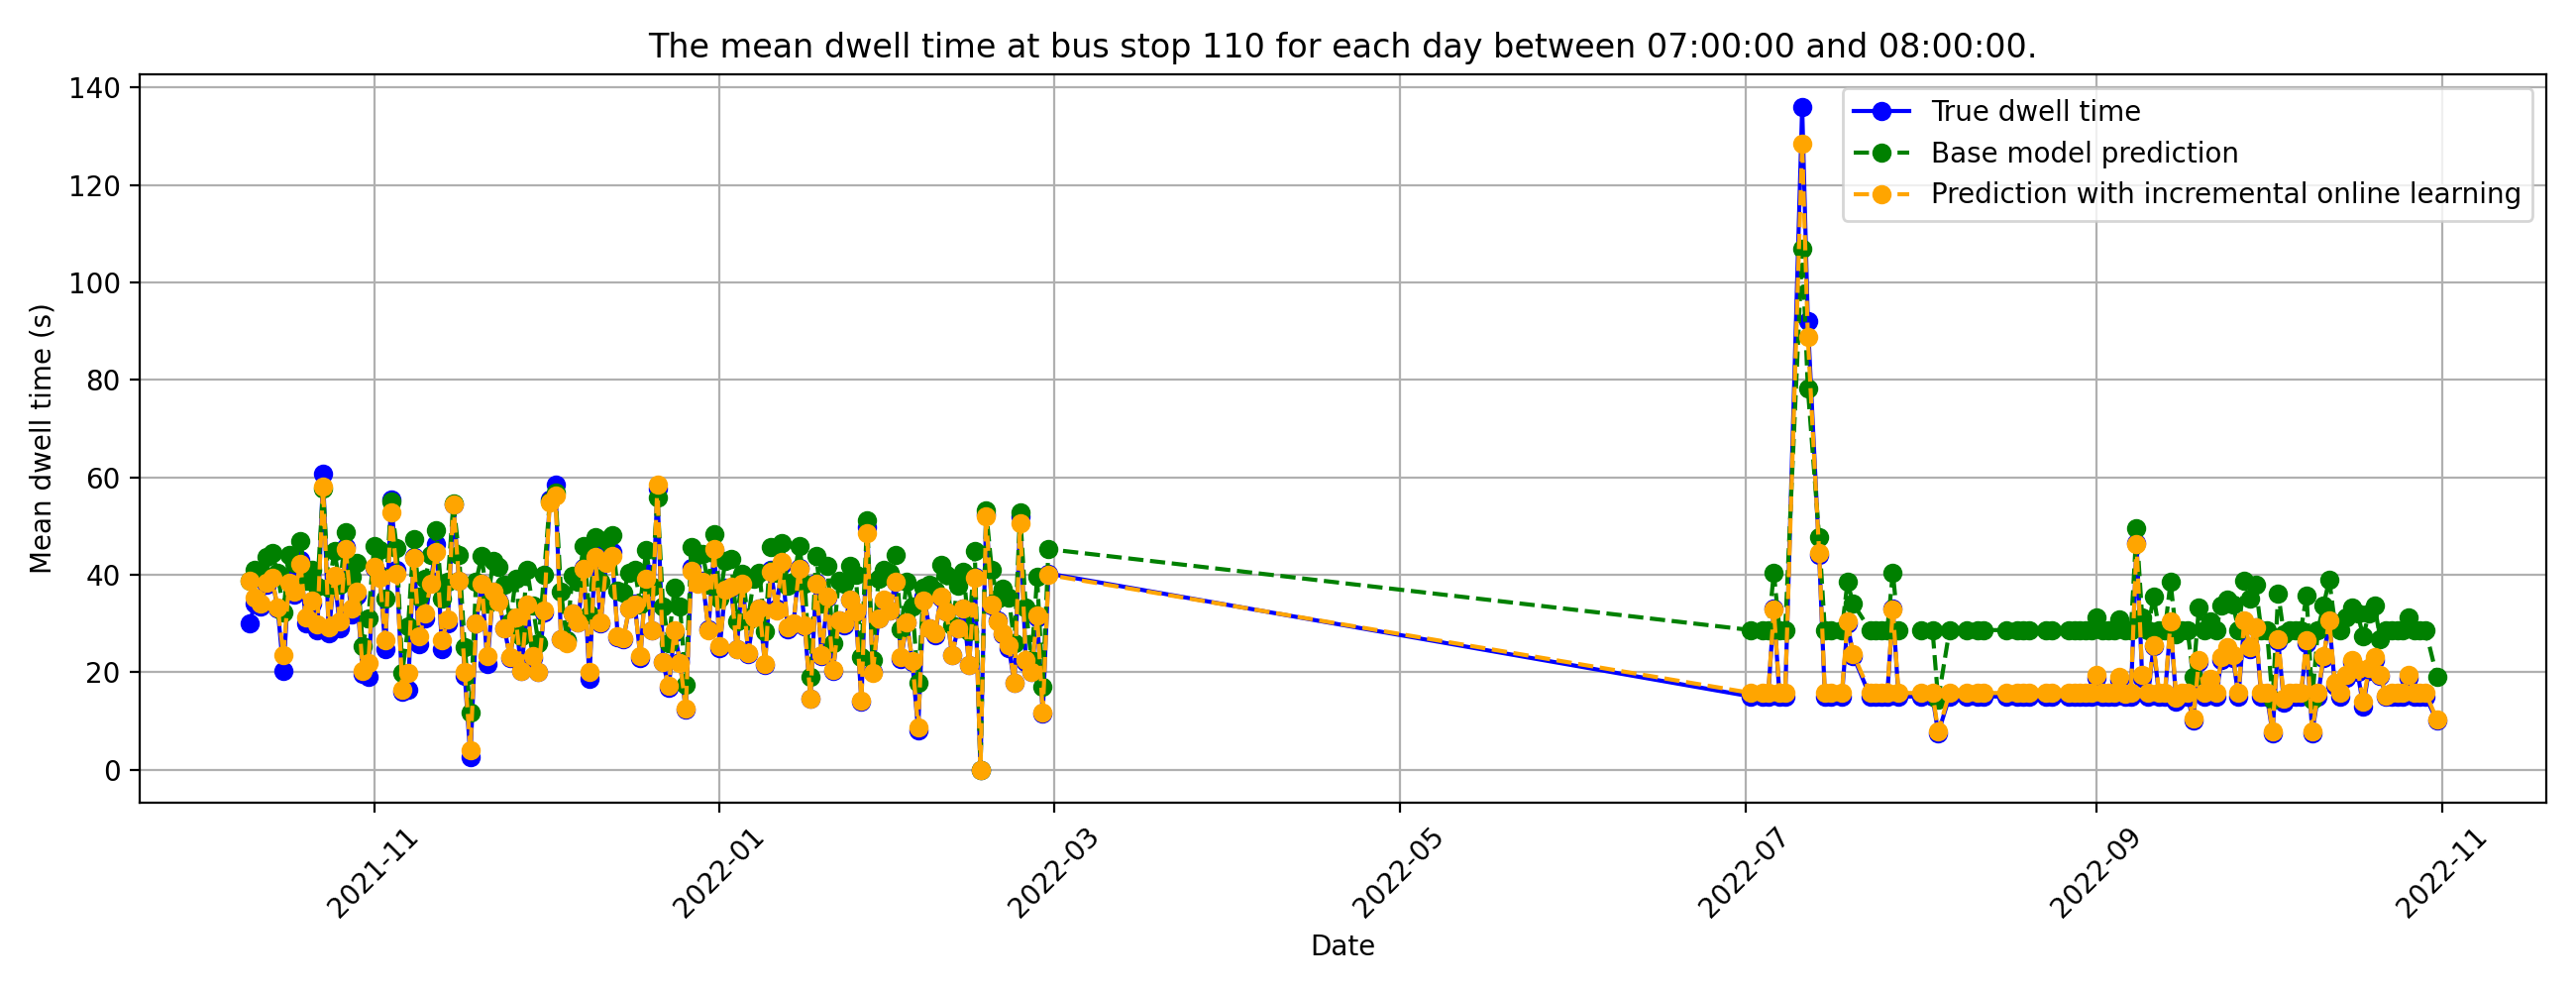 The mean dwell time at bus stop 110 for each day between 07:00:00 and 08:00:00.
Mean dwell time (s)
140
120
100
80
60
40
20
0
True dwell time
Base model prediction
Prediction with incremental online learning
2021-11
2022-01
2022-03
2022-05
2022-07
2022-09
2022-11
Date